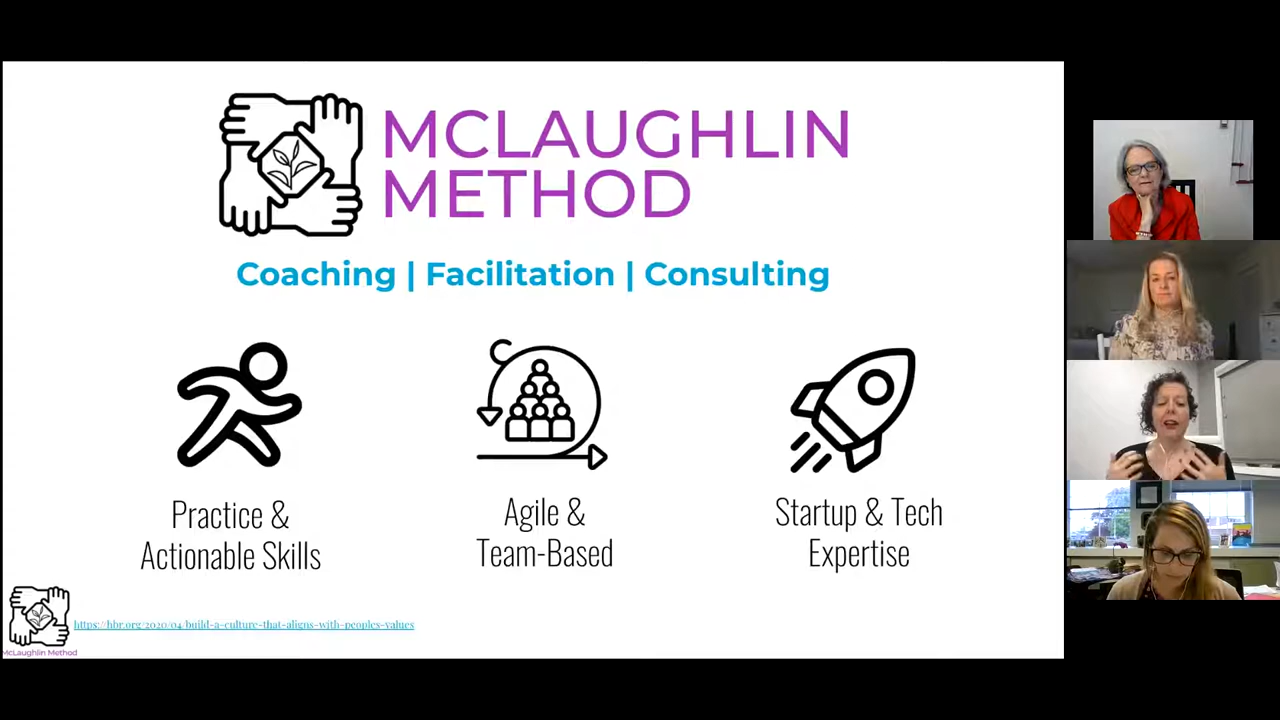 MCLAUGHLIN
METHOD
Coaching | Facilitation | Consulting
Practice &
Actionable Skills
Agile &
Team-Based
Startup & Tech
Expertise
https://hbr.org/2020/04/build-a-culture-that-aligns-with-peoples-values
McLaughlin Method